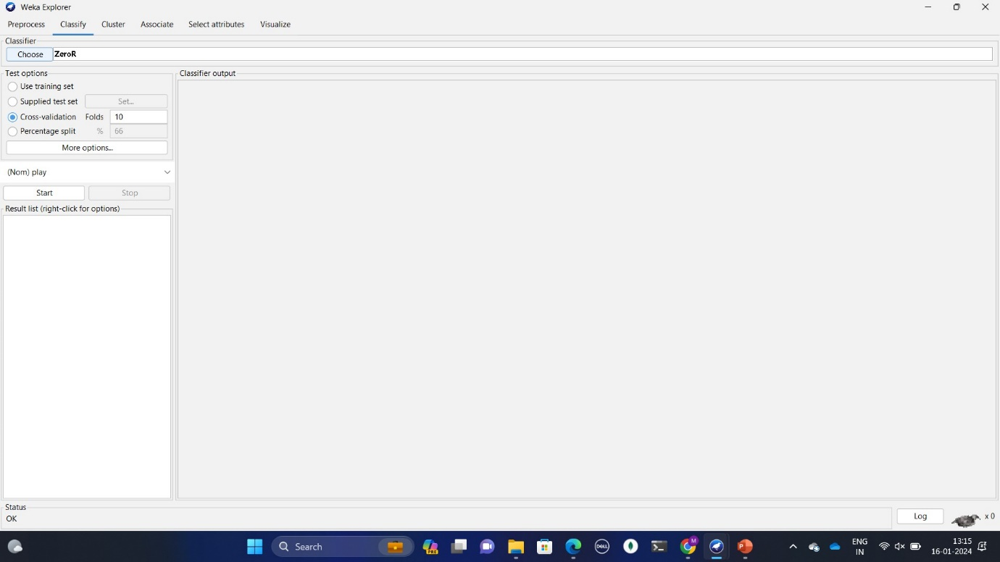 Weka Explorer
Preprocess Classify Cluster Associate Select attributes Visualize
Classifier
Choose ZeroR
Test options
Use training set
Supplied test set Set...
Cross-validation Folds 10
Percentage split % 66
More options...
(Nom) play
Start Stop
Result list (right-click for options)
Classifier output
Status
OK
Log x 0
Search
PRE
DELL
M
P
ENG
IN
13:15
16-01-2024